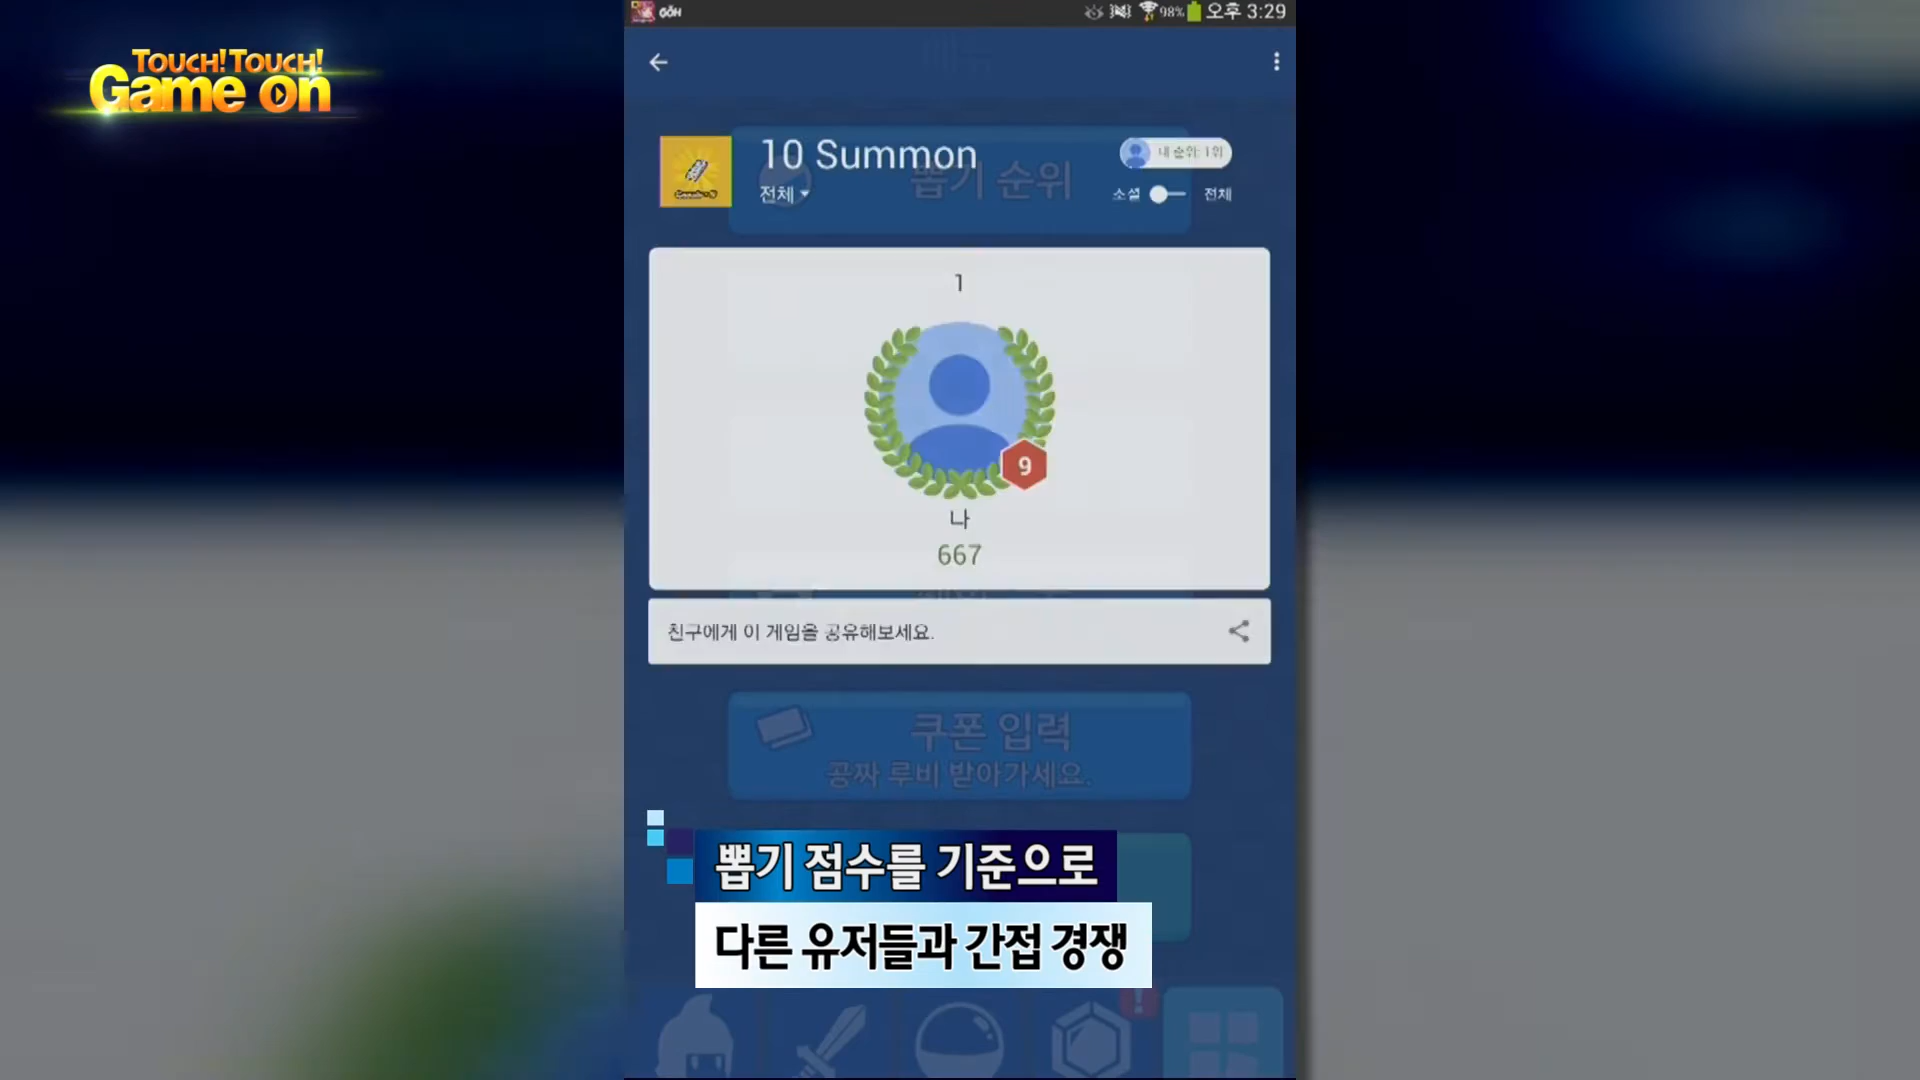 TOUCH! TOUCH!
Game on
GÖH
98% 오후 3:29
10 Summon
내 순위: 1위
뽑기 순위
전체
소셜 전체
1
9
나
667
친구에게 이 게임을 공유해보세요.
쿠폰 입력
공짜 루비 받아가세요.
뽑기 점수를 기준으로
다른 유저들과 간접 경쟁